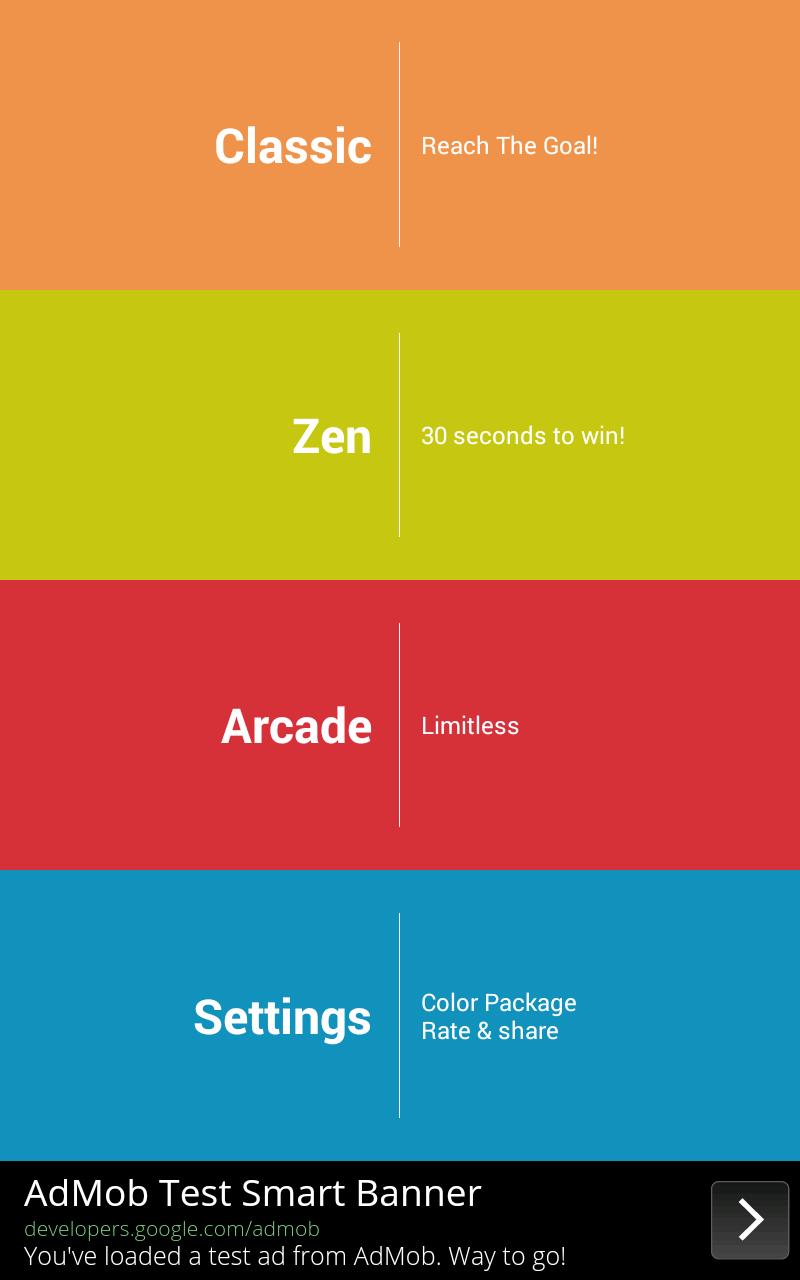 Classic
Reach The Goal!
Zen
30 seconds to win!
Arcade
Limitless
Settings
Color Package
Rate & share
AdMob Test Smart Banner
developers.google.com/admob
You've loaded a test ad from AdMob. Way to go!